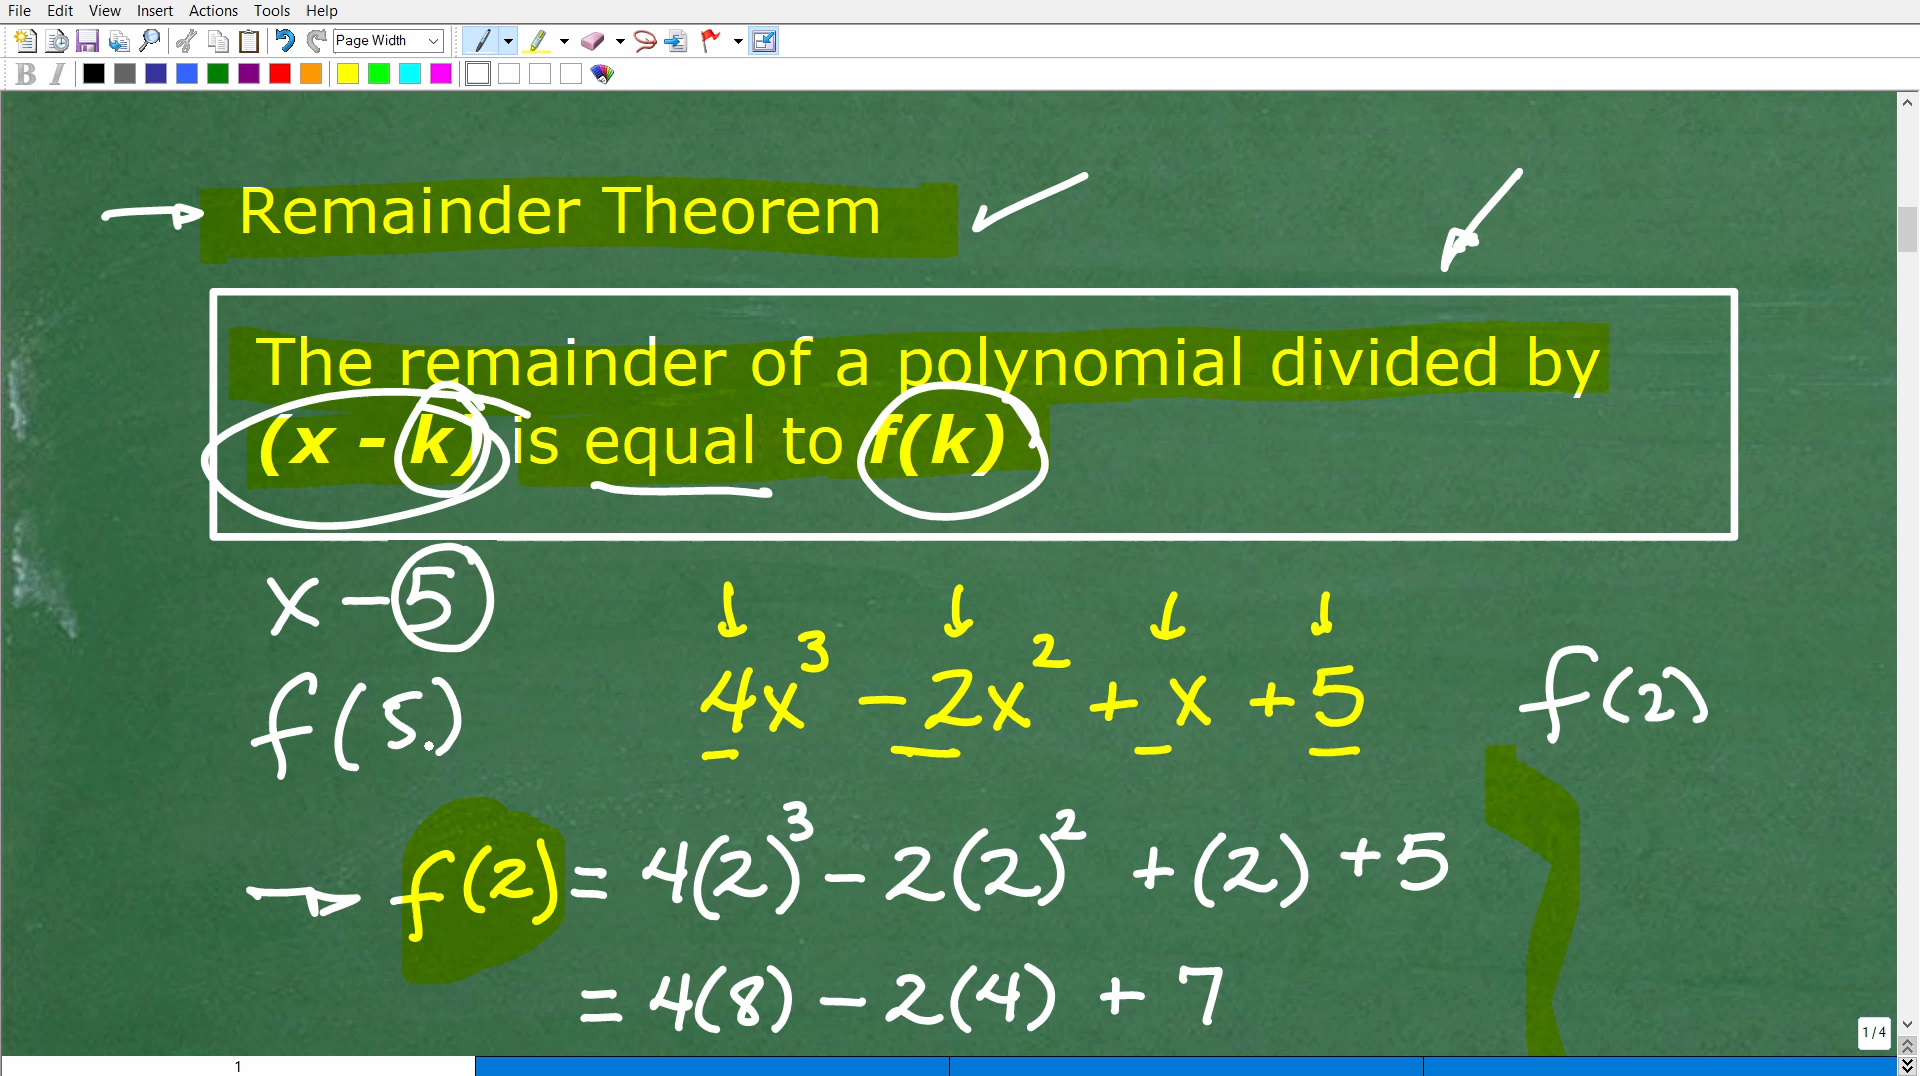 File Edit View Insert Actions Tools Help
Page Width
B I
Remainder Theorem
The remainder of a polynomial divided by
(x - k) is equal to f(k)
x - 5
f(5)
4x³ - 2x² + x + 5
f(2)
f(2) = 4(2)³ - 2(2)² + (2) + 5
= 4(8) - 2(4) + 7
1 / 4
1